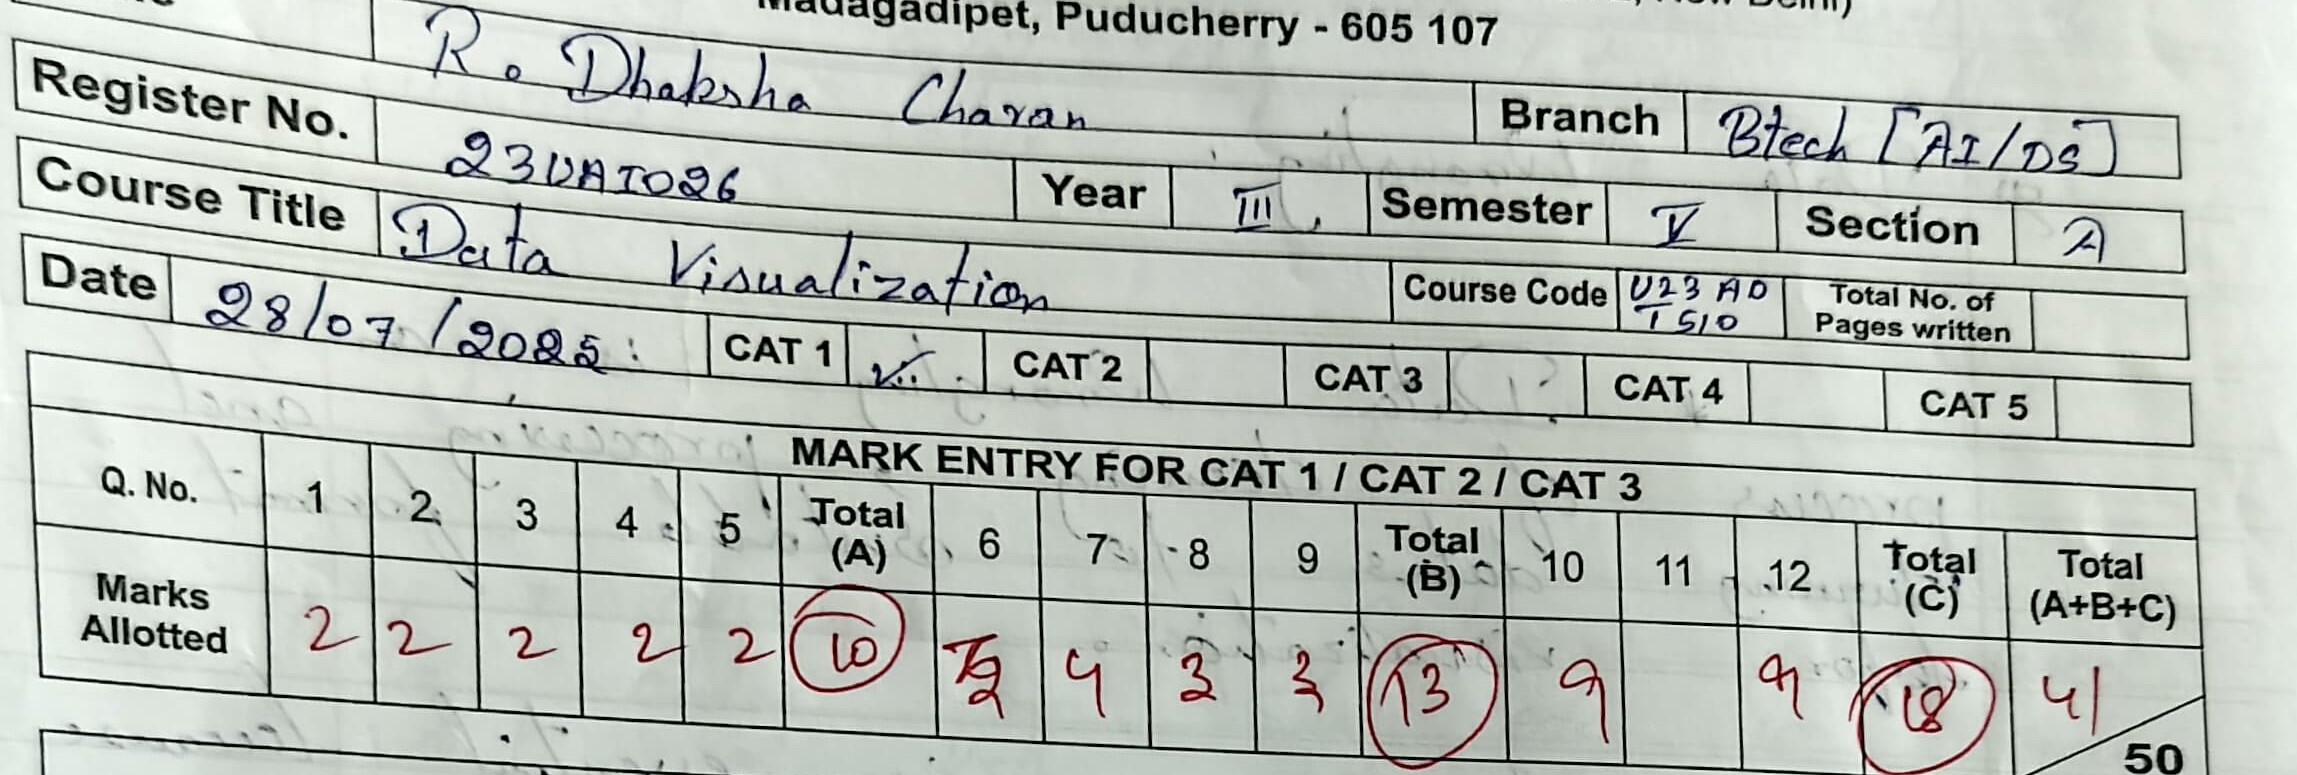 Madagadipet, Puducherry - 605 107
R. Dhaksha Charan Branch Btech [AI/DS]
Register No. 23UAI026 Year III Semester V Section A
Course Title Data Visualization Course Code U23AD T510 Total No. of Pages written
Date 28/07/2025 CAT 1 ✓ CAT 2 CAT 3 CAT 4 CAT 5
MARK ENTRY FOR CAT 1 / CAT 2 / CAT 3
Q. No. 1 2 3 4 5 Total (A) 6 7 8 9 Total (B) 10 11 12 Total (C) Total (A+B+C)
Marks Allotted 2 2 2 2 2 10 4 3 3 13 9 9 18 41
50